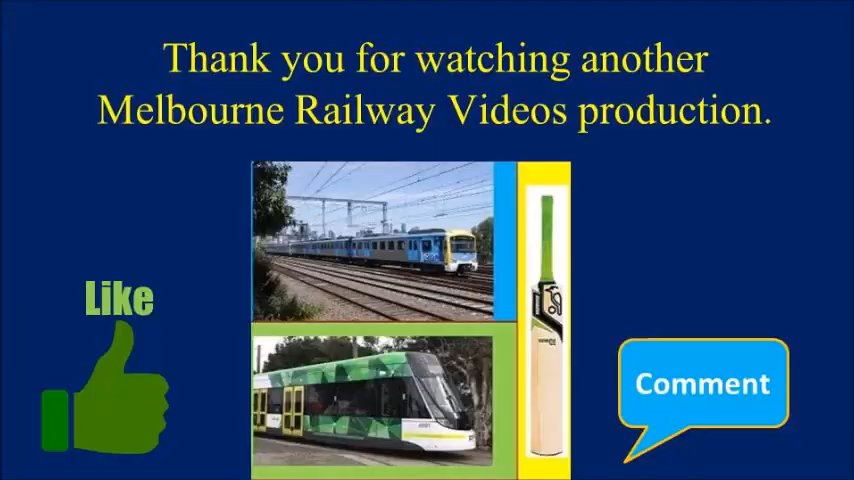 Thank you for watching another
Melbourne Railway Videos production.
Like
Comment